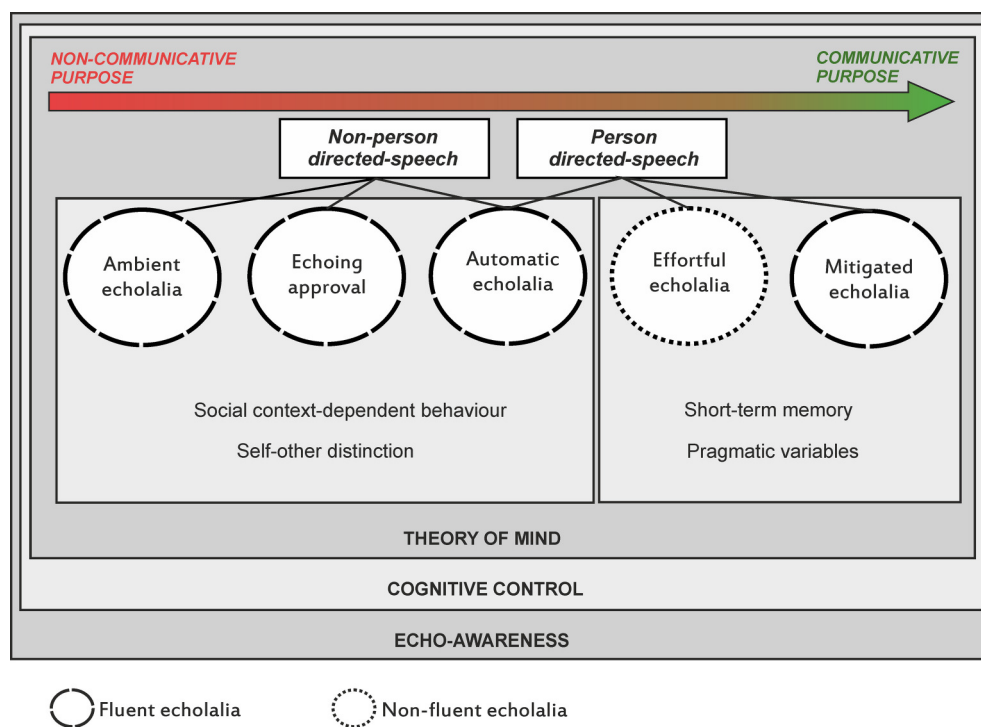 NON-COMMUNICATIVE
PURPOSE
COMMUNICATIVE
PURPOSE
Non-person
directed-speech
Person
directed-speech
Ambient
echolalia
Echoing
approval
Automatic
echolalia
Effortful
echolalia
Mitigated
echolalia
Social context-dependent behaviour
Self-other distinction
Short-term memory
Pragmatic variables
THEORY OF MIND
COGNITIVE CONTROL
ECHO-AWARENESS
Fluent echolalia
Non-fluent echolalia